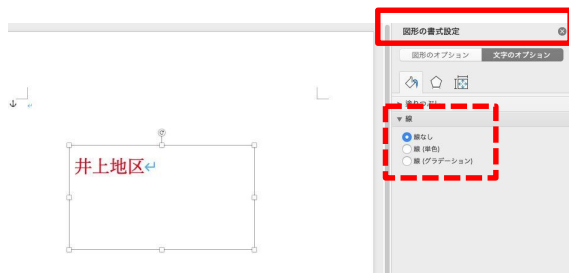 図形の書式設定
図形のオプション 文字のオプション
線
線なし
線 (単色)
線 (グラデーション)
井上地区